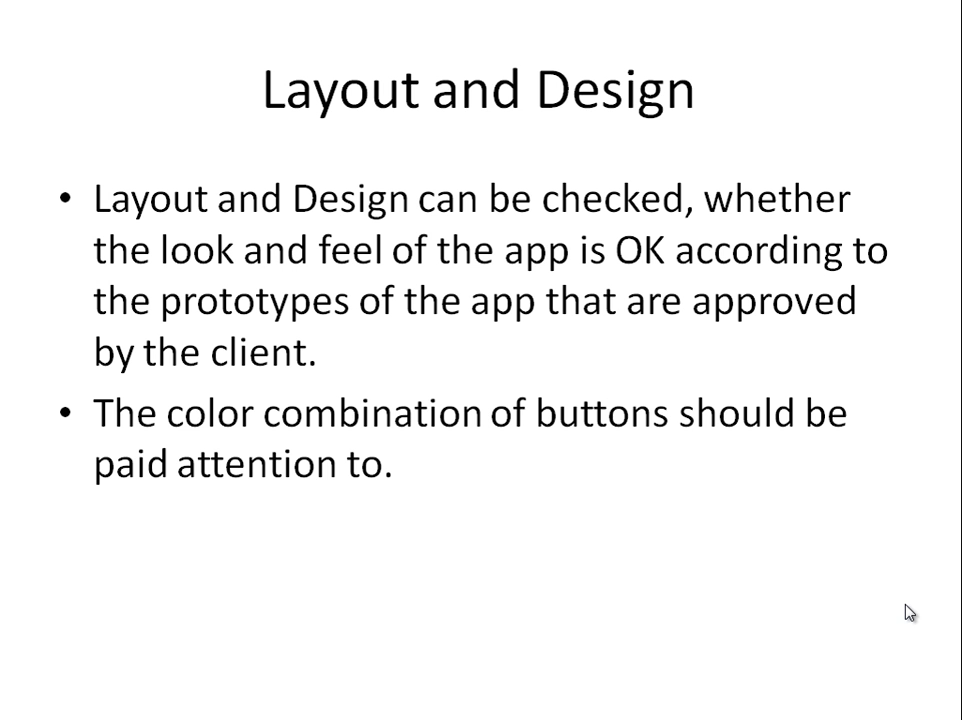 Layout and Design
• Layout and Design can be checked, whether
the look and feel of the app is OK according to
the prototypes of the app that are approved
by the client.
• The color combination of buttons should be
paid attention to.